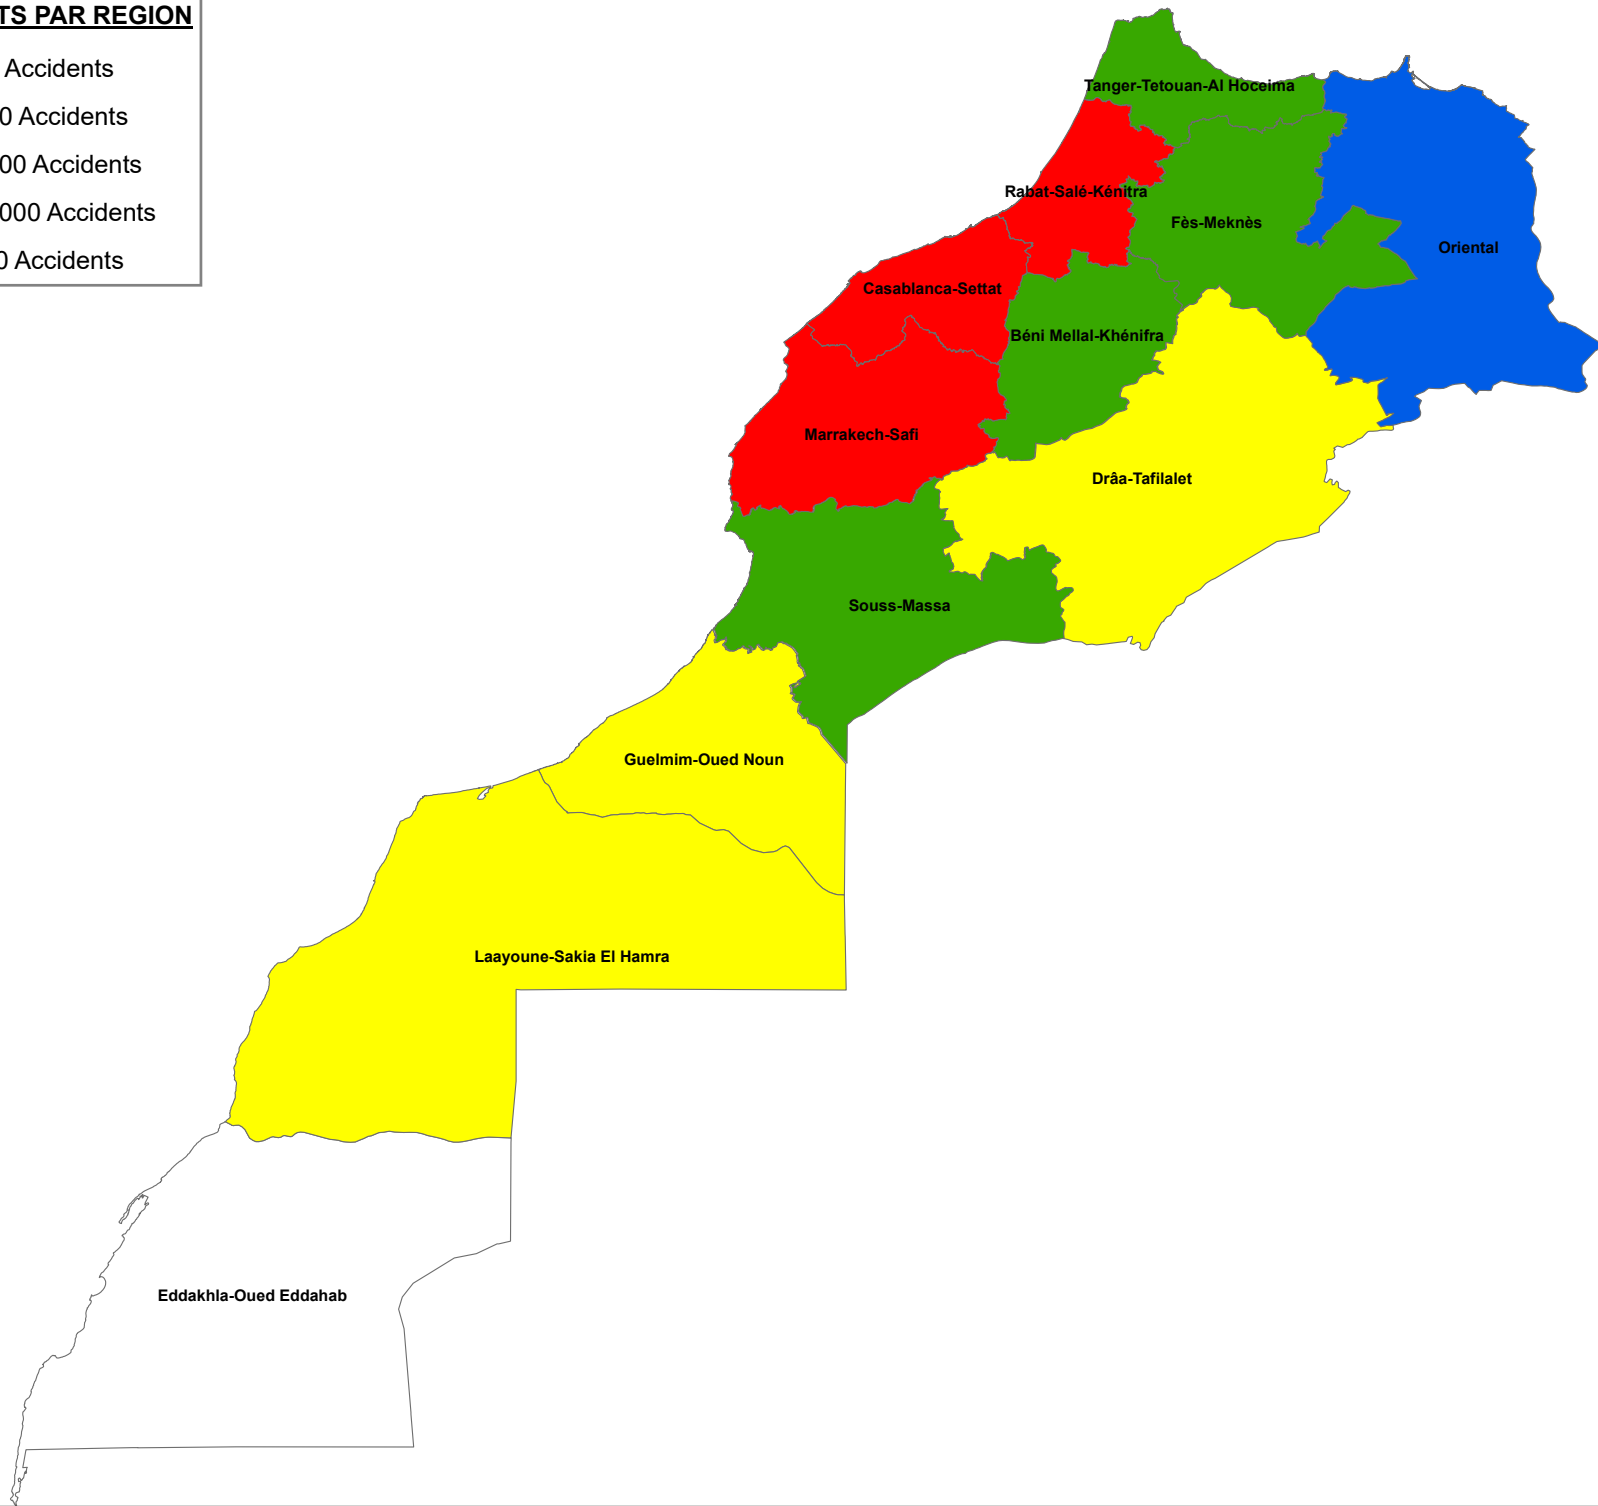 TS PAR REGION
Accidents
0 Accidents
00 Accidents
000 Accidents
0 Accidents
Tanger-Tetouan-Al Hoceima
Rabat-Salé-Kénitra
Fès-Meknès
Oriental
Casablanca-Settat
Béni Mellal-Khénifra
Marrakech-Safi
Drâa-Tafilalet
Souss-Massa
Guelmim-Oued Noun
Laayoune-Sakia El Hamra
Eddakhla-Oued Eddahab